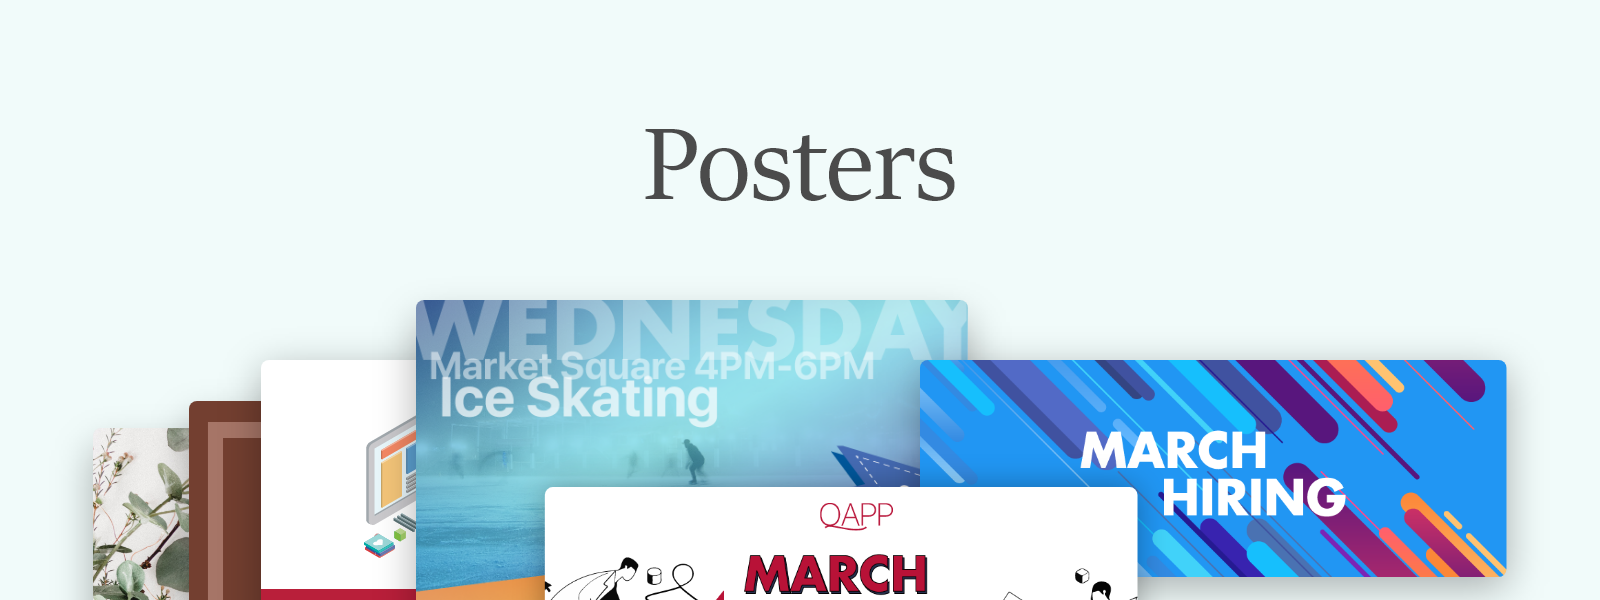 Posters
WEDNESDAY
Market Square 4PM-6PM
Ice Skating
MARCH
HIRING
QAPP
MARCH